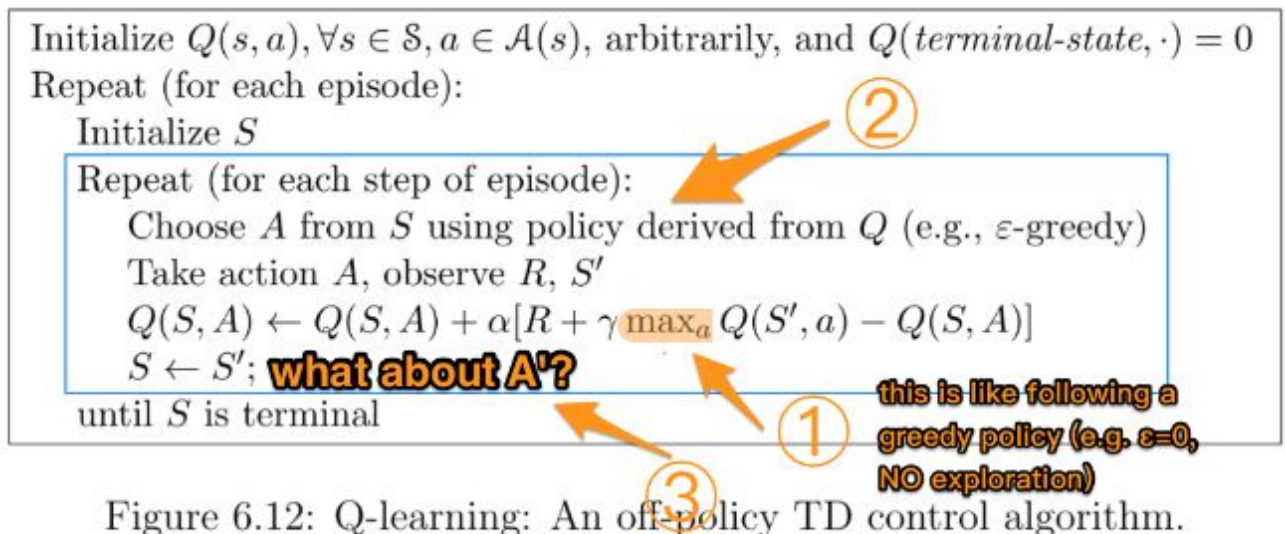 Initialize Q(s, a), ∀s ∈ S, a ∈ A(s), arbitrarily, and Q(terminal-state, ·) = 0
Repeat (for each episode):
②
Initialize S
Repeat (for each step of episode):
Choose A from S using policy derived from Q (e.g., ε-greedy)
Take action A, observe R, S′
Q(S, A) ← Q(S, A) + α[R + γ maxₐ Q(S′, a) − Q(S, A)]
S ← S′; what about A'?
until S is terminal
①
this is like following a
greedy policy (e.g. ε=0,
NO exploration)
③
Figure 6.12: Q-learning: An off-policy TD control algorithm.